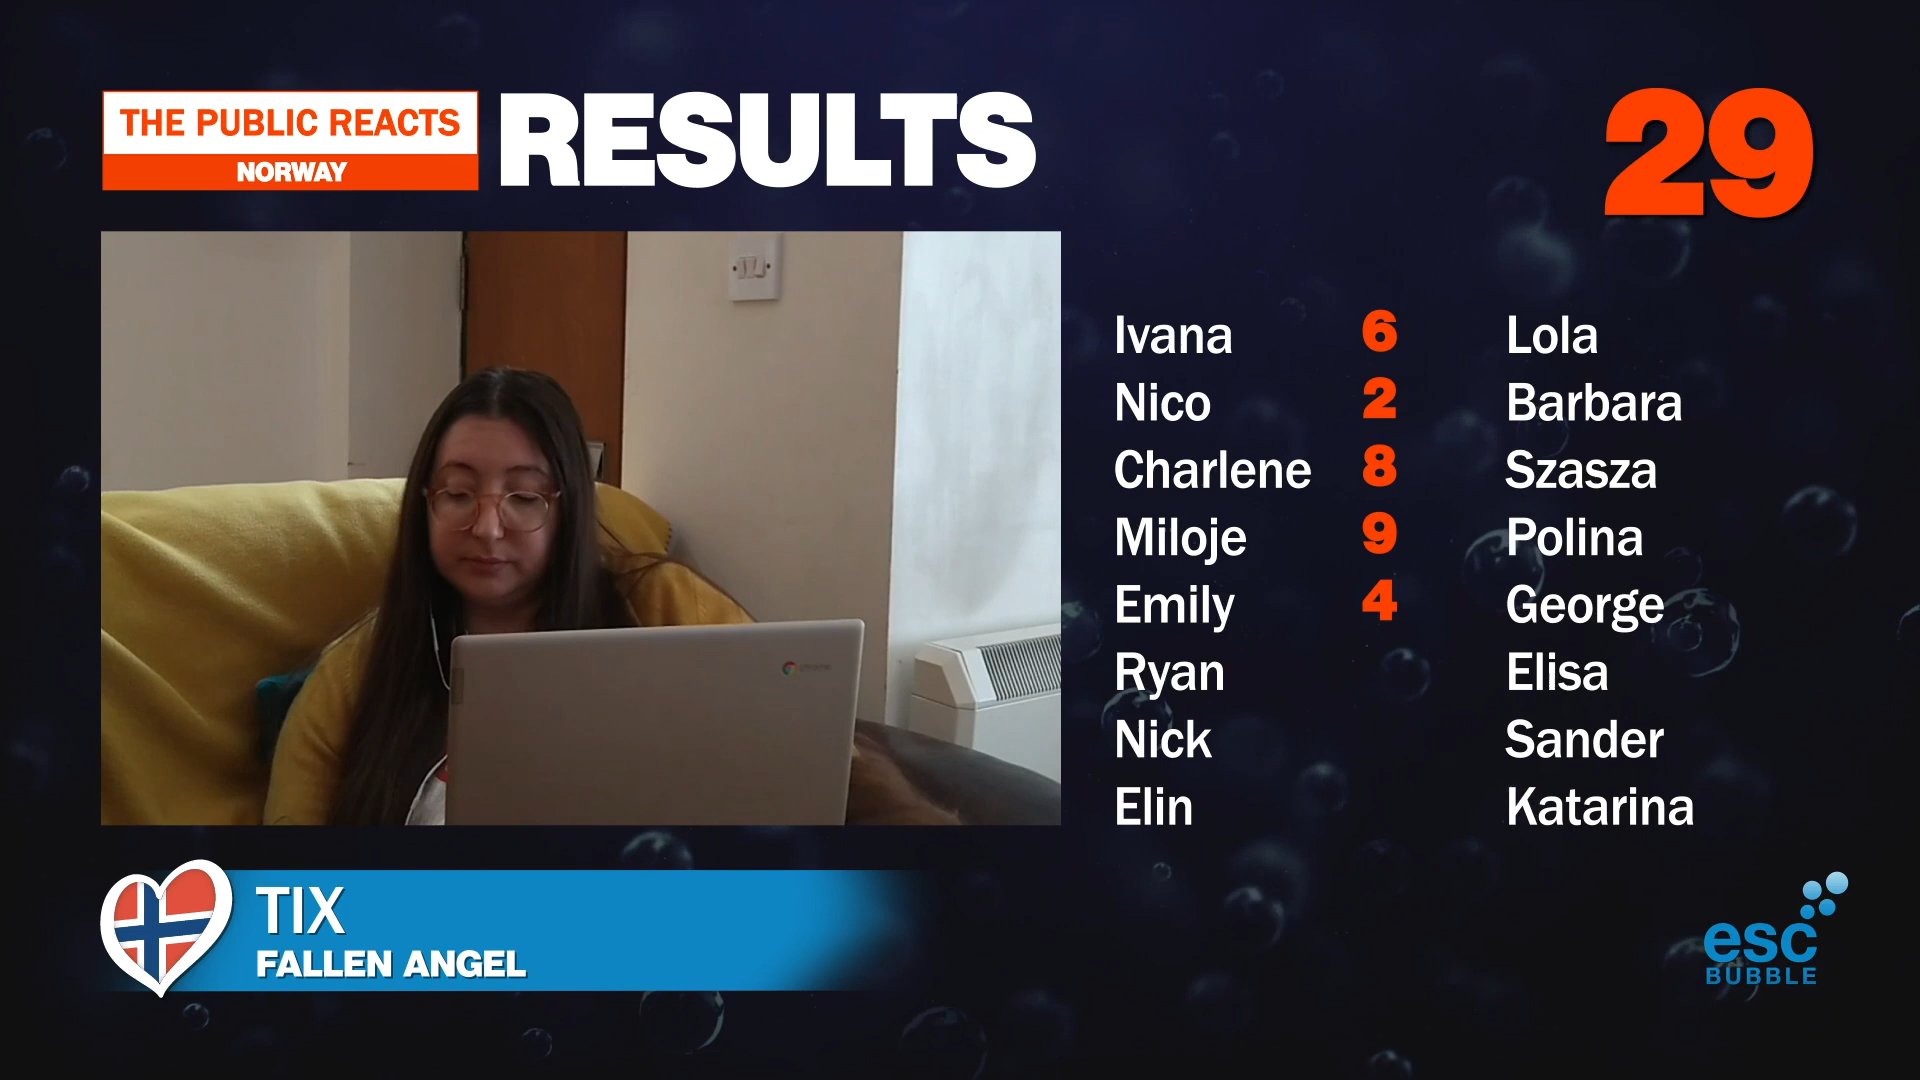 THE PUBLIC REACTS
NORWAY
RESULTS
29
Ivana 6
Nico 2
Charlene 8
Miloje 9
Emily 4
Ryan
Nick
Elin
Lola
Barbara
Szasza
Polina
George
Elisa
Sander
Katarina
TIX
FALLEN ANGEL
esc
BUBBLE